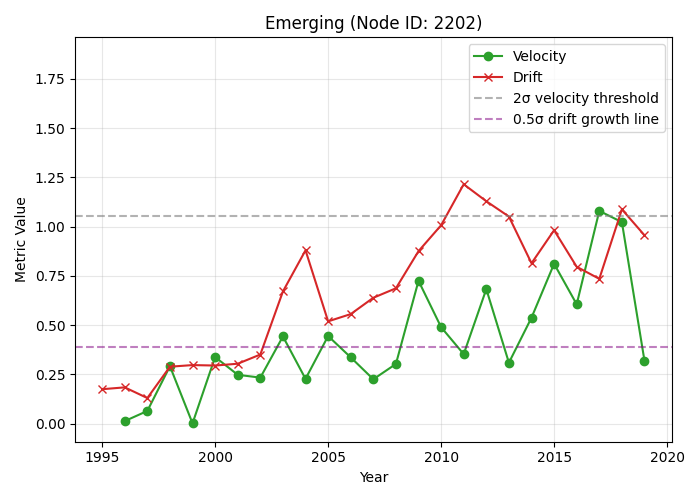 Emerging (Node ID: 2202)
Velocity
Drift
2σ velocity threshold
0.5σ drift growth line
Metric Value
1.75
1.50
1.25
1.00
0.75
0.50
0.25
0.00
1995
2000
2005
2010
2015
2020
Year